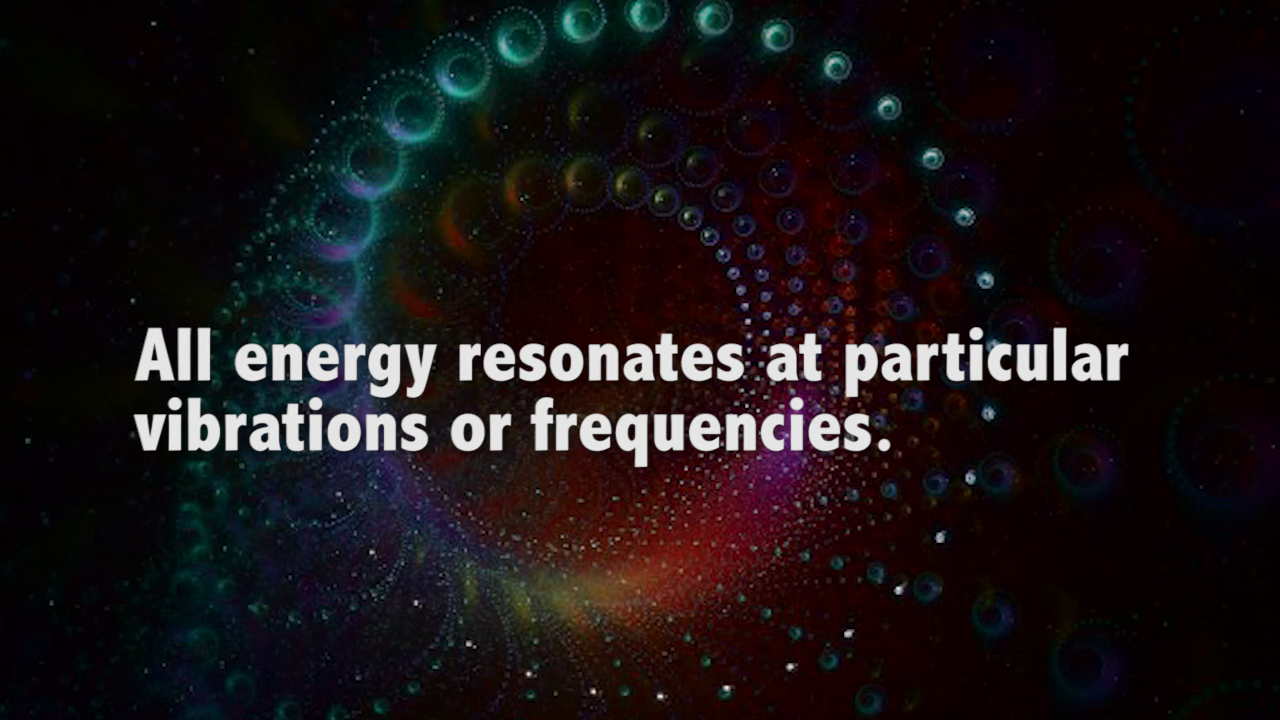 All energy resonates at particular
vibrations or frequencies.